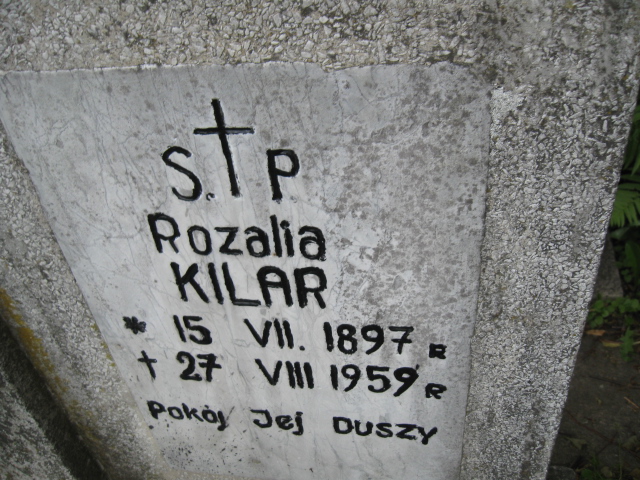 S. P.
Rozalia
KILAR
* 15 VII. 1897 R
† 27 VIII 1959 R
Pokój Jej DUSZY